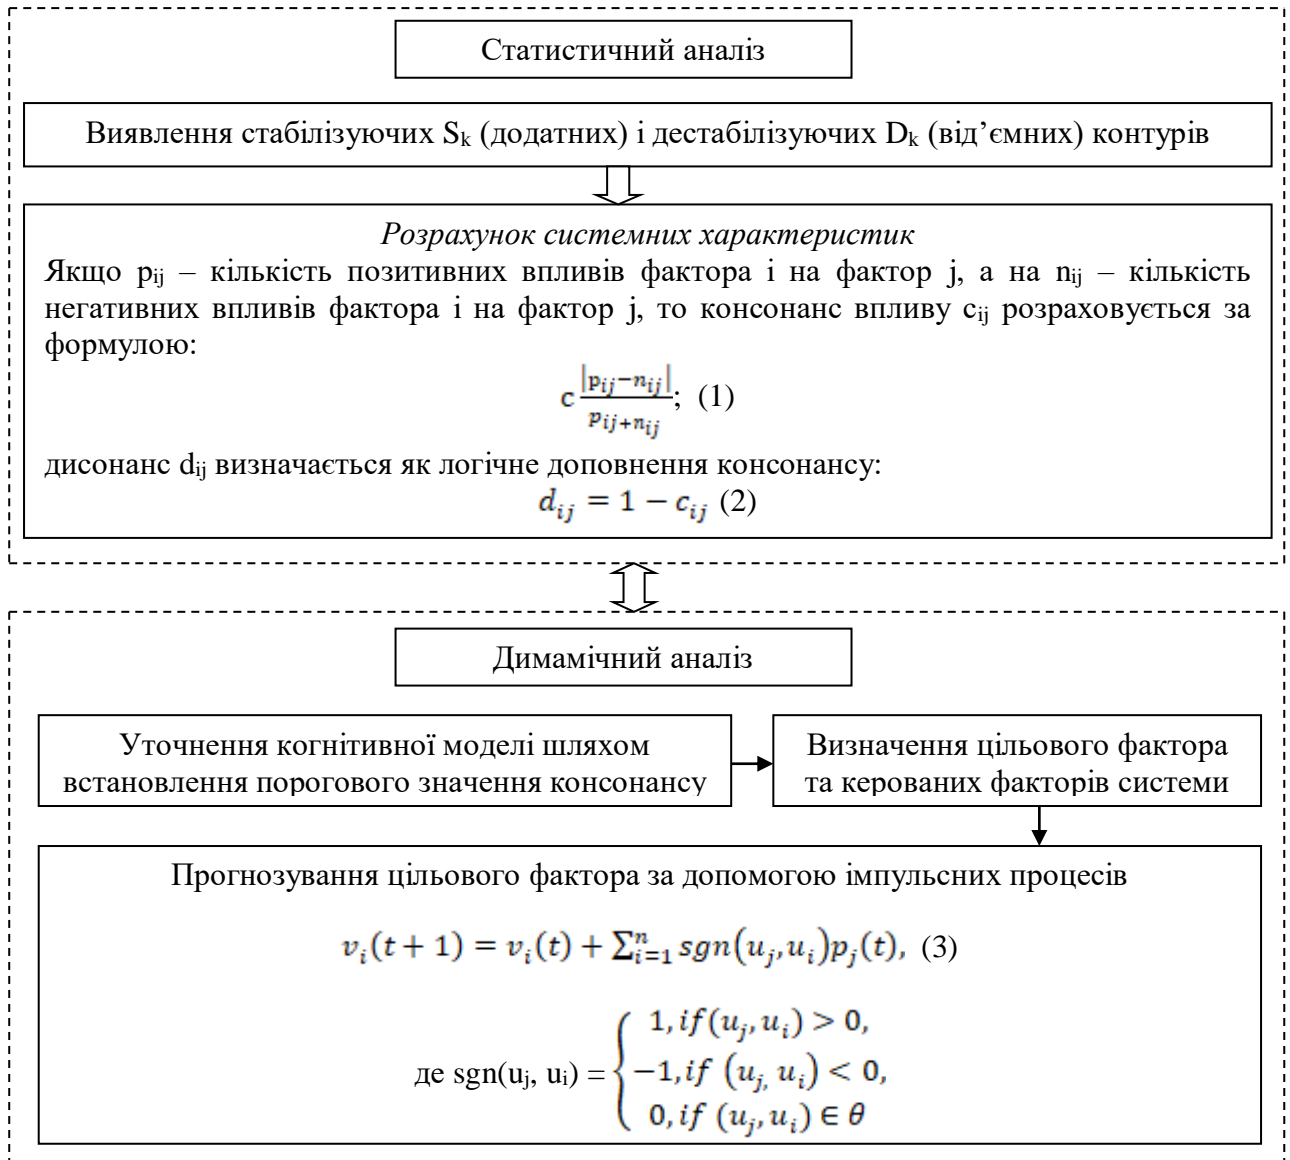 Статистичний аналіз
Виявлення стабілізуючих Sₖ (додатних) і дестабілізуючих Dₖ (від’ємних) контурів
Розрахунок системних характеристик
Якщо pᵢⱼ – кількість позитивних впливів фактора i на фактор j, а на nᵢⱼ – кількість
негативних впливів фактора i на фактор j, то консонанс впливу cᵢⱼ розраховується за
формулою:
c |pᵢⱼ−nᵢⱼ| / pᵢⱼ₊nᵢⱼ; (1)
дисонанс dᵢⱼ визначається як логічне доповнення консонансу:
dᵢⱼ = 1 − cᵢⱼ (2)
Димамічний аналіз
Уточнення когнітивної моделі шляхом
встановлення порогового значення консонансу
Визначення цільового фактора
та керованих факторів системи
Прогнозування цільового фактора за допомогою імпульсних процесів
vᵢ(t + 1) = vᵢ(t) + ∑ⁿᵢ₌₁ sgn(uⱼ,uᵢ)pⱼ(t), (3)
1, if(uⱼ,uᵢ) > 0,
де sgn(uⱼ, uᵢ) = { −1, if (uⱼ, uᵢ) < 0,
0, if (uⱼ,uᵢ) ∈ θ